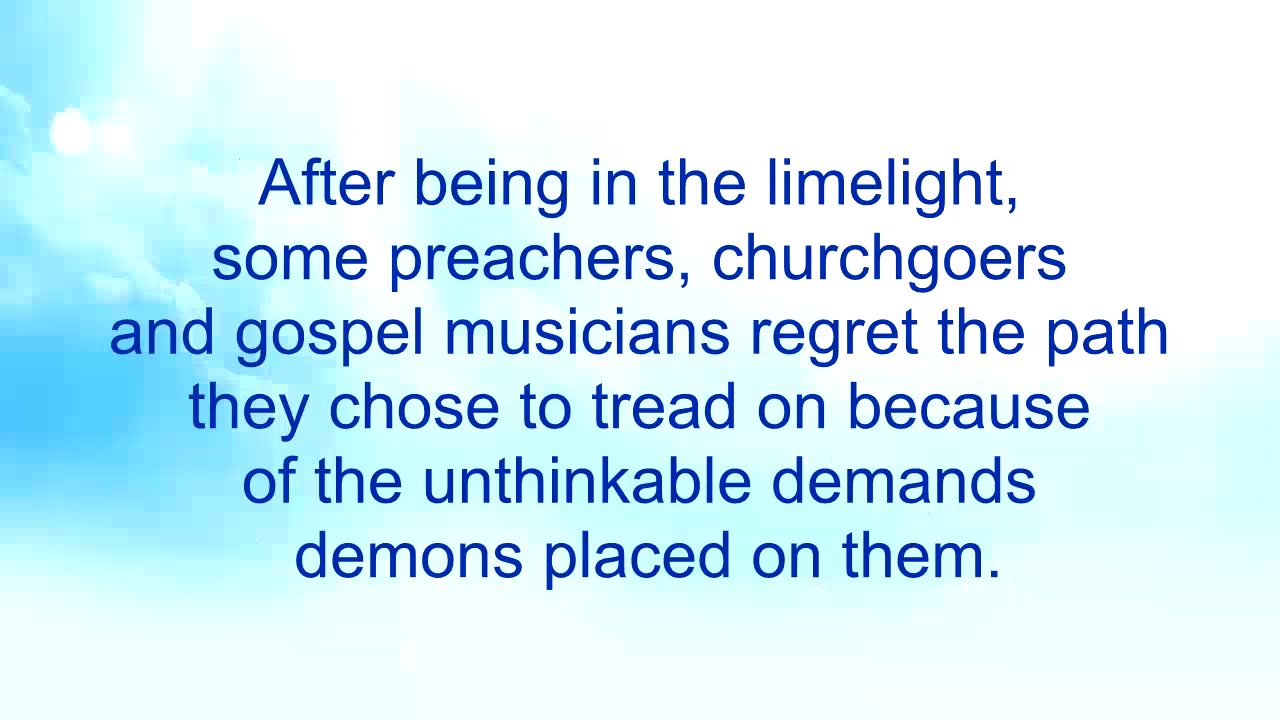 After being in the limelight,
some preachers, churchgoers
and gospel musicians regret the path
they chose to tread on because
of the unthinkable demands
demons placed on them.